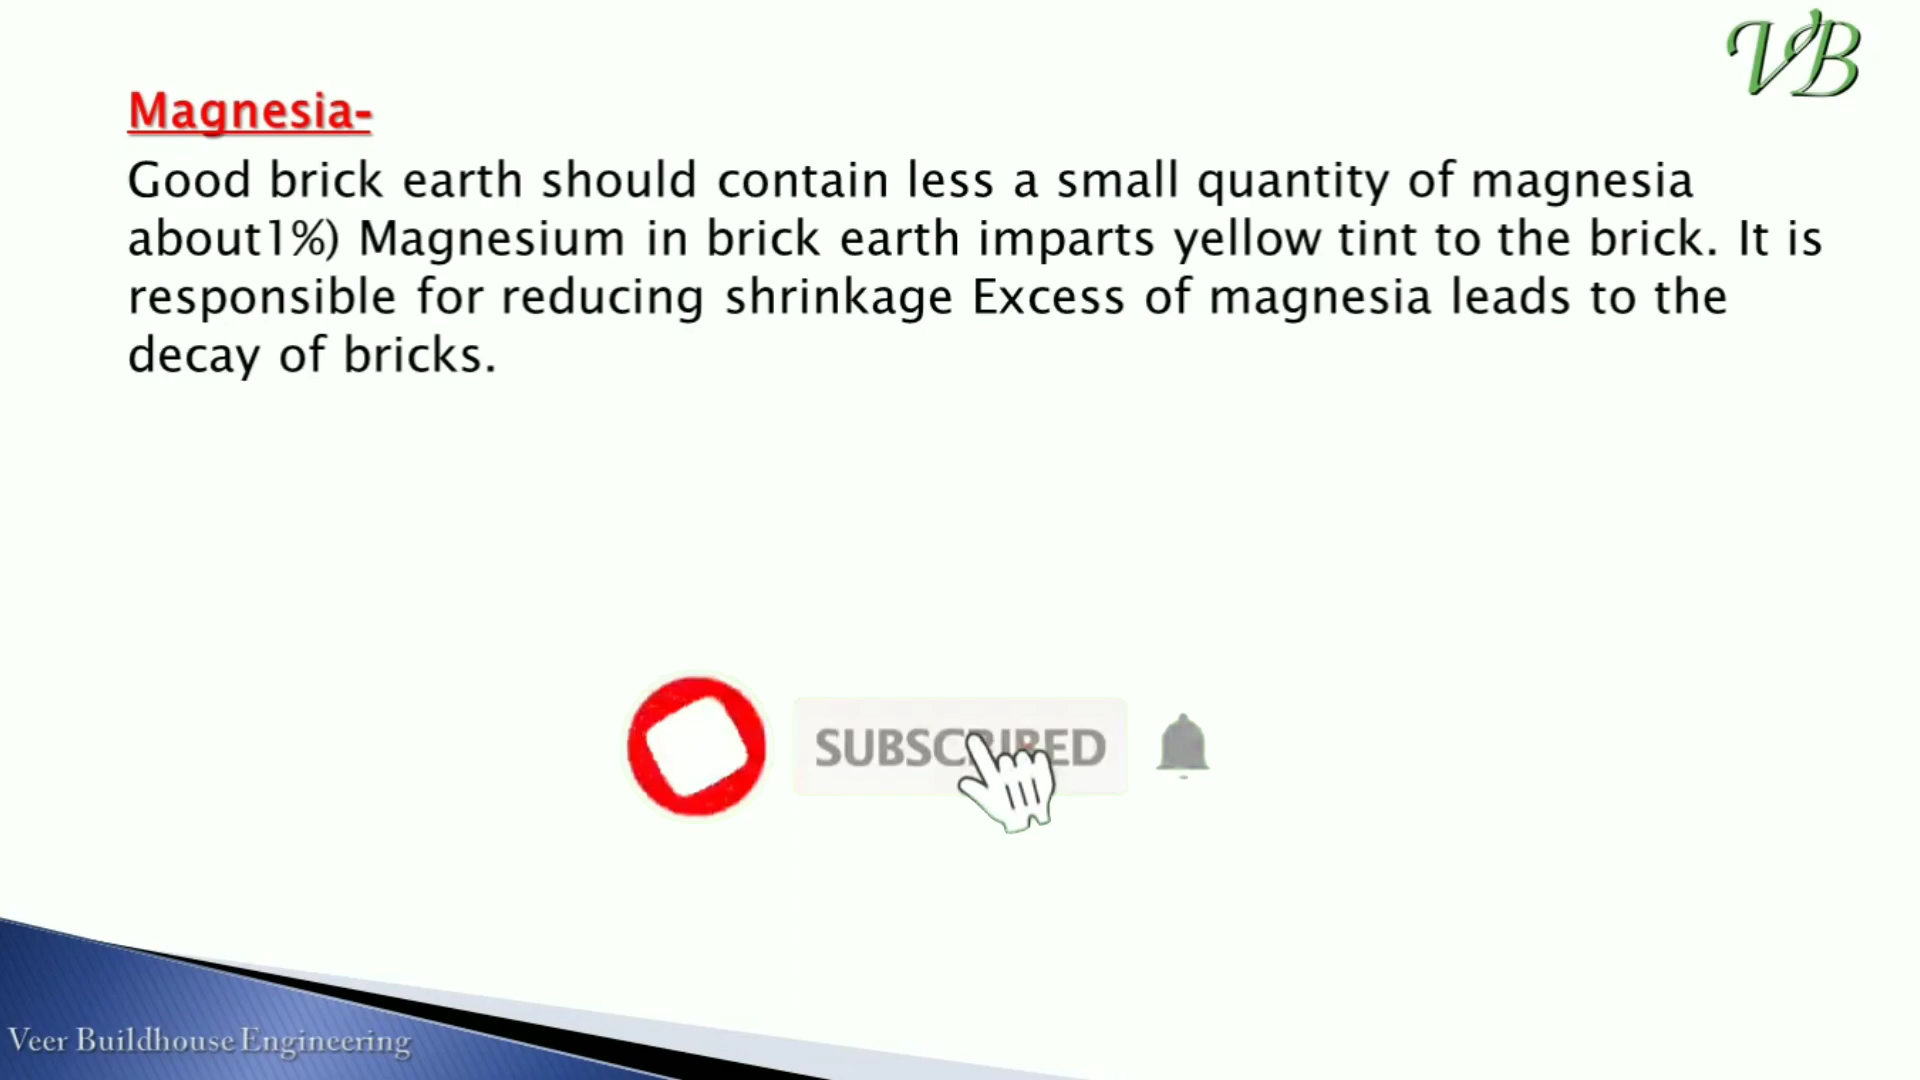 VB
Magnesia-
Good brick earth should contain less a small quantity of magnesia
about1%) Magnesium in brick earth imparts yellow tint to the brick. It is
responsible for reducing shrinkage Excess of magnesia leads to the
decay of bricks.
SUBSCRIBED
Veer Buildhouse Engineering